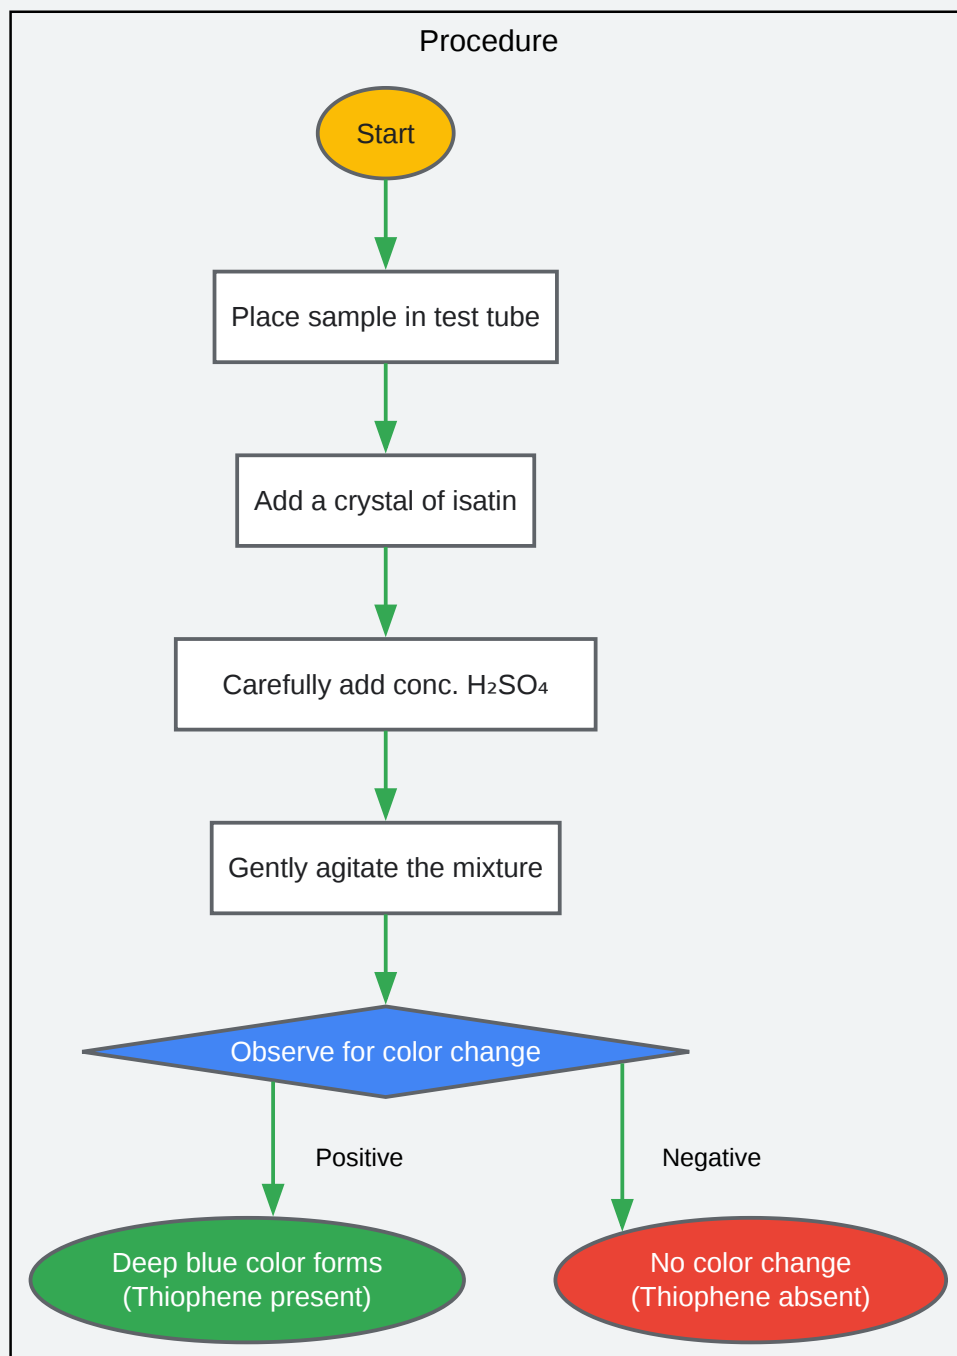 Procedure
Start
Place sample in test tube
Add a crystal of isatin
Carefully add conc. H₂SO₄
Gently agitate the mixture
Observe for color change
Positive
Negative
Deep blue color forms
(Thiophene present)
No color change
(Thiophene absent)